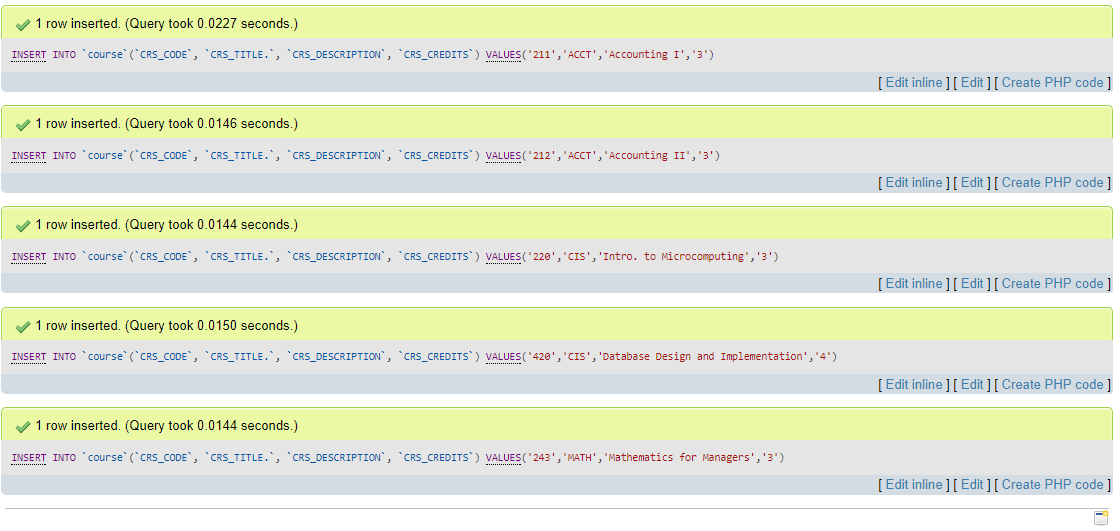 1 row inserted. (Query took 0.0227 seconds.)
INSERT INTO `course`(`CRS_CODE`, `CRS_TITLE.`, `CRS_DESCRIPTION`, `CRS_CREDITS`) VALUES('211','ACCT','Accounting I','3')
[ Edit inline ] [ Edit ] [ Create PHP code ]
1 row inserted. (Query took 0.0146 seconds.)
INSERT INTO `course`(`CRS_CODE`, `CRS_TITLE.`, `CRS_DESCRIPTION`, `CRS_CREDITS`) VALUES('212','ACCT','Accounting II','3')
[ Edit inline ] [ Edit ] [ Create PHP code ]
1 row inserted. (Query took 0.0144 seconds.)
INSERT INTO `course`(`CRS_CODE`, `CRS_TITLE.`, `CRS_DESCRIPTION`, `CRS_CREDITS`) VALUES('220','CIS','Intro. to Microcomputing','3')
[ Edit inline ] [ Edit ] [ Create PHP code ]
1 row inserted. (Query took 0.0150 seconds.)
INSERT INTO `course`(`CRS_CODE`, `CRS_TITLE.`, `CRS_DESCRIPTION`, `CRS_CREDITS`) VALUES('420','CIS','Database Design and Implementation','4')
[ Edit inline ] [ Edit ] [ Create PHP code ]
1 row inserted. (Query took 0.0144 seconds.)
INSERT INTO `course`(`CRS_CODE`, `CRS_TITLE.`, `CRS_DESCRIPTION`, `CRS_CREDITS`) VALUES('243','MATH','Mathematics for Managers','3')
[ Edit inline ] [ Edit ] [ Create PHP code ]